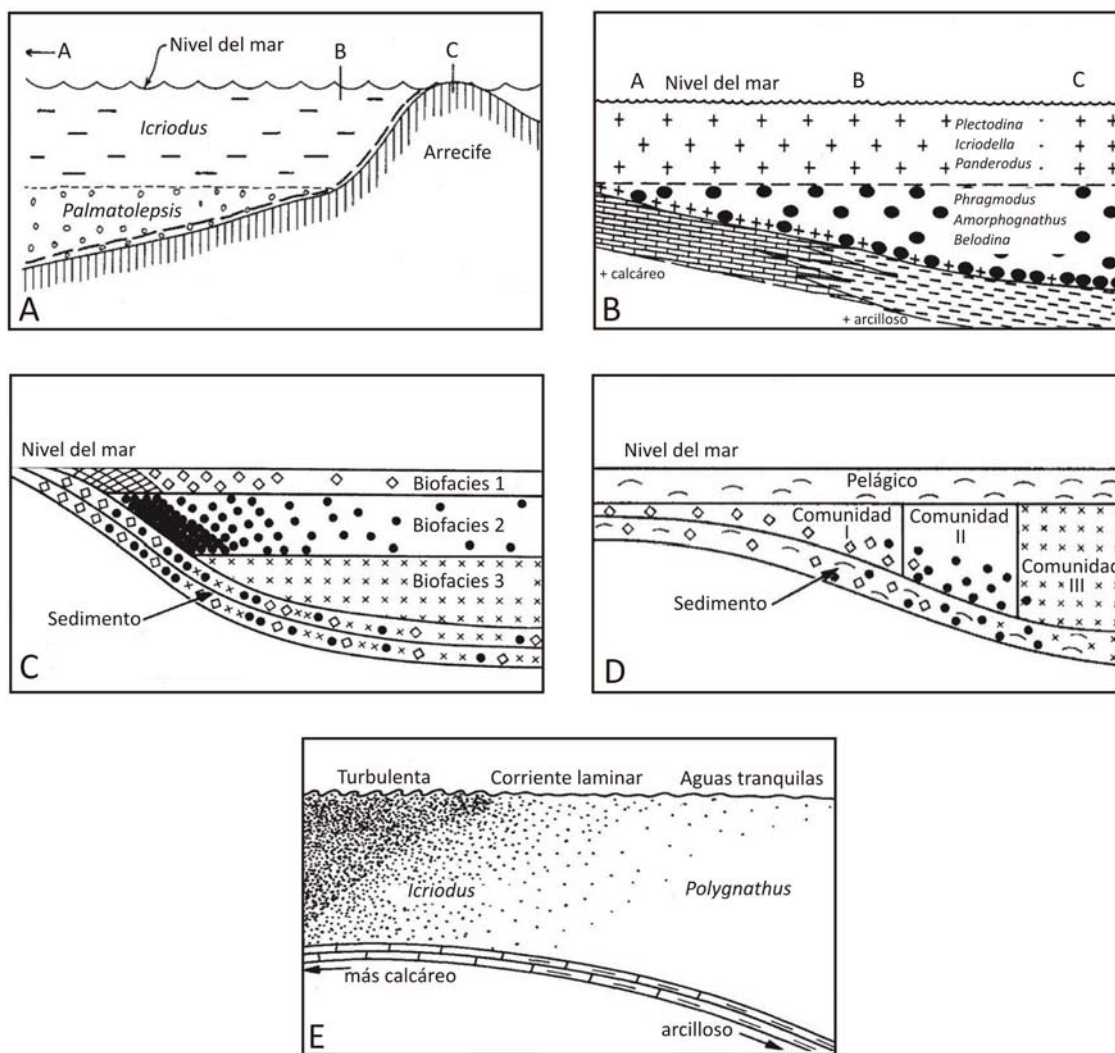 ← A
Nivel del mar
B
C
Icriodus
Arrecife
Palmatolepsis
A
A
Nivel del mar
B
C
Plectodina
Icriodella
Panderodus
Phragmodus
Amorphognathus
Belodina
+ calcáreo
+ arcilloso
B
Nivel del mar
Biofacies 1
Biofacies 2
Biofacies 3
Sedimento
C
Nivel del mar
Pelágico
Comunidad
I
Comunidad
II
Comunidad
III
Sedimento
D
Turbulenta
Corriente laminar
Aguas tranquilas
Icriodus
Polygnathus
más calcáreo
arcilloso
E